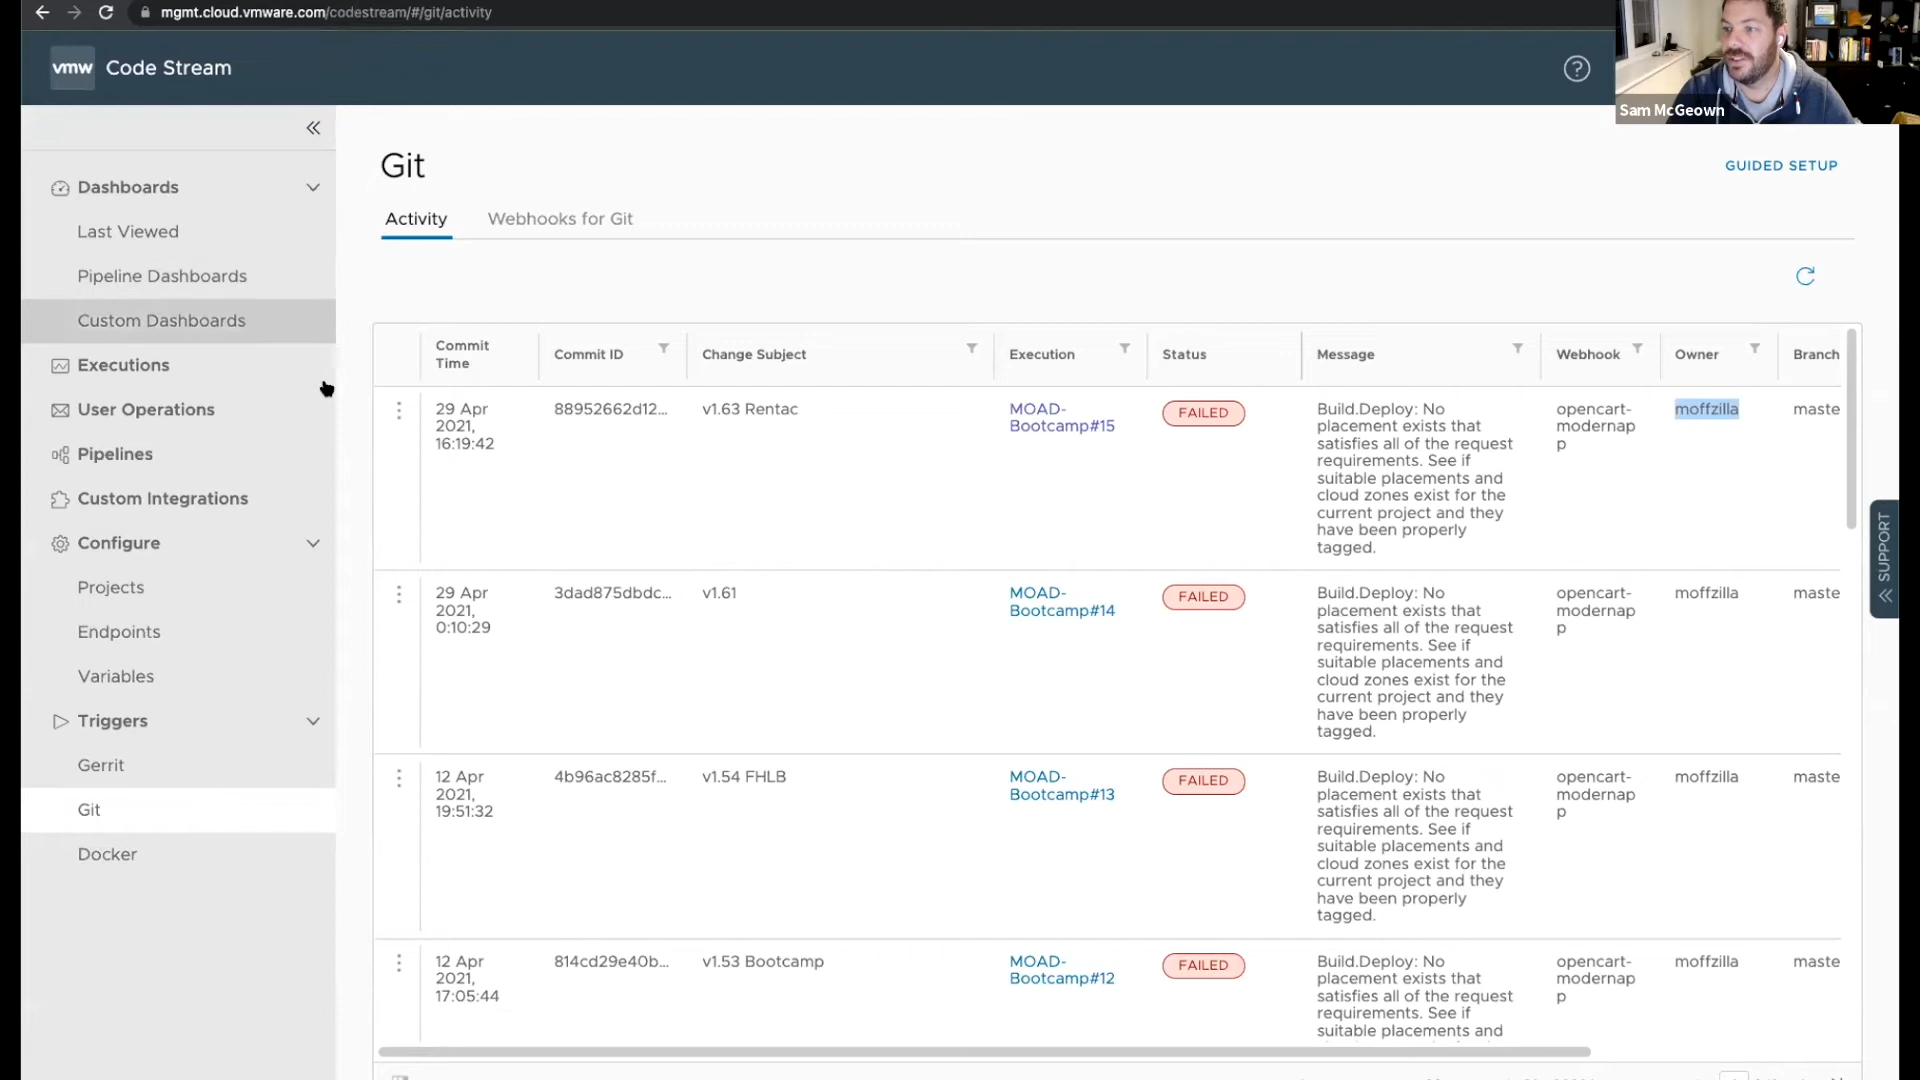 mgmt.cloud.vmware.com/codestream/#/git/activity
vmw Code Stream
Sam McGeown
Dashboards
Last Viewed
Pipeline Dashboards
Custom Dashboards
Executions
User Operations
Pipelines
Custom Integrations
Configure
Projects
Endpoints
Variables
Triggers
Gerrit
Git
Docker
Git
GUIDED SETUP
Activity Webhooks for Git
Commit Time Commit ID Change Subject Execution Status Message Webhook Owner Branch
29 Apr 2021, 16:19:42
88952662d12...
v1.63 Rentac
MOAD-
Bootcamp#15
FAILED
Build.Deploy: No
placement exists that
satisfies all of the request
requirements. See if
suitable placements and
cloud zones exist for the
current project and they
have been properly
tagged.
opencart-
modernap
p
moffzilla
maste
29 Apr 2021, 0:10:29
3dad875dbdc...
v1.61
MOAD-
Bootcamp#14
FAILED
Build.Deploy: No
placement exists that
satisfies all of the request
requirements. See if
suitable placements and
cloud zones exist for the
current project and they
have been properly
tagged.
opencart-
modernap
p
moffzilla
maste
12 Apr 2021, 19:51:32
4b96ac8285f...
v1.54 FHLB
MOAD-
Bootcamp#13
FAILED
Build.Deploy: No
placement exists that
satisfies all of the request
requirements. See if
suitable placements and
cloud zones exist for the
current project and they
have been properly
tagged.
opencart-
modernap
p
moffzilla
maste
12 Apr 2021, 17:05:44
814cd29e40b...
v1.53 Bootcamp
MOAD-
Bootcamp#12
FAILED
Build.Deploy: No
placement exists that
satisfies all of the request
requirements. See if
suitable placements and
opencart-
modernap
p
moffzilla
maste
SUPPORT